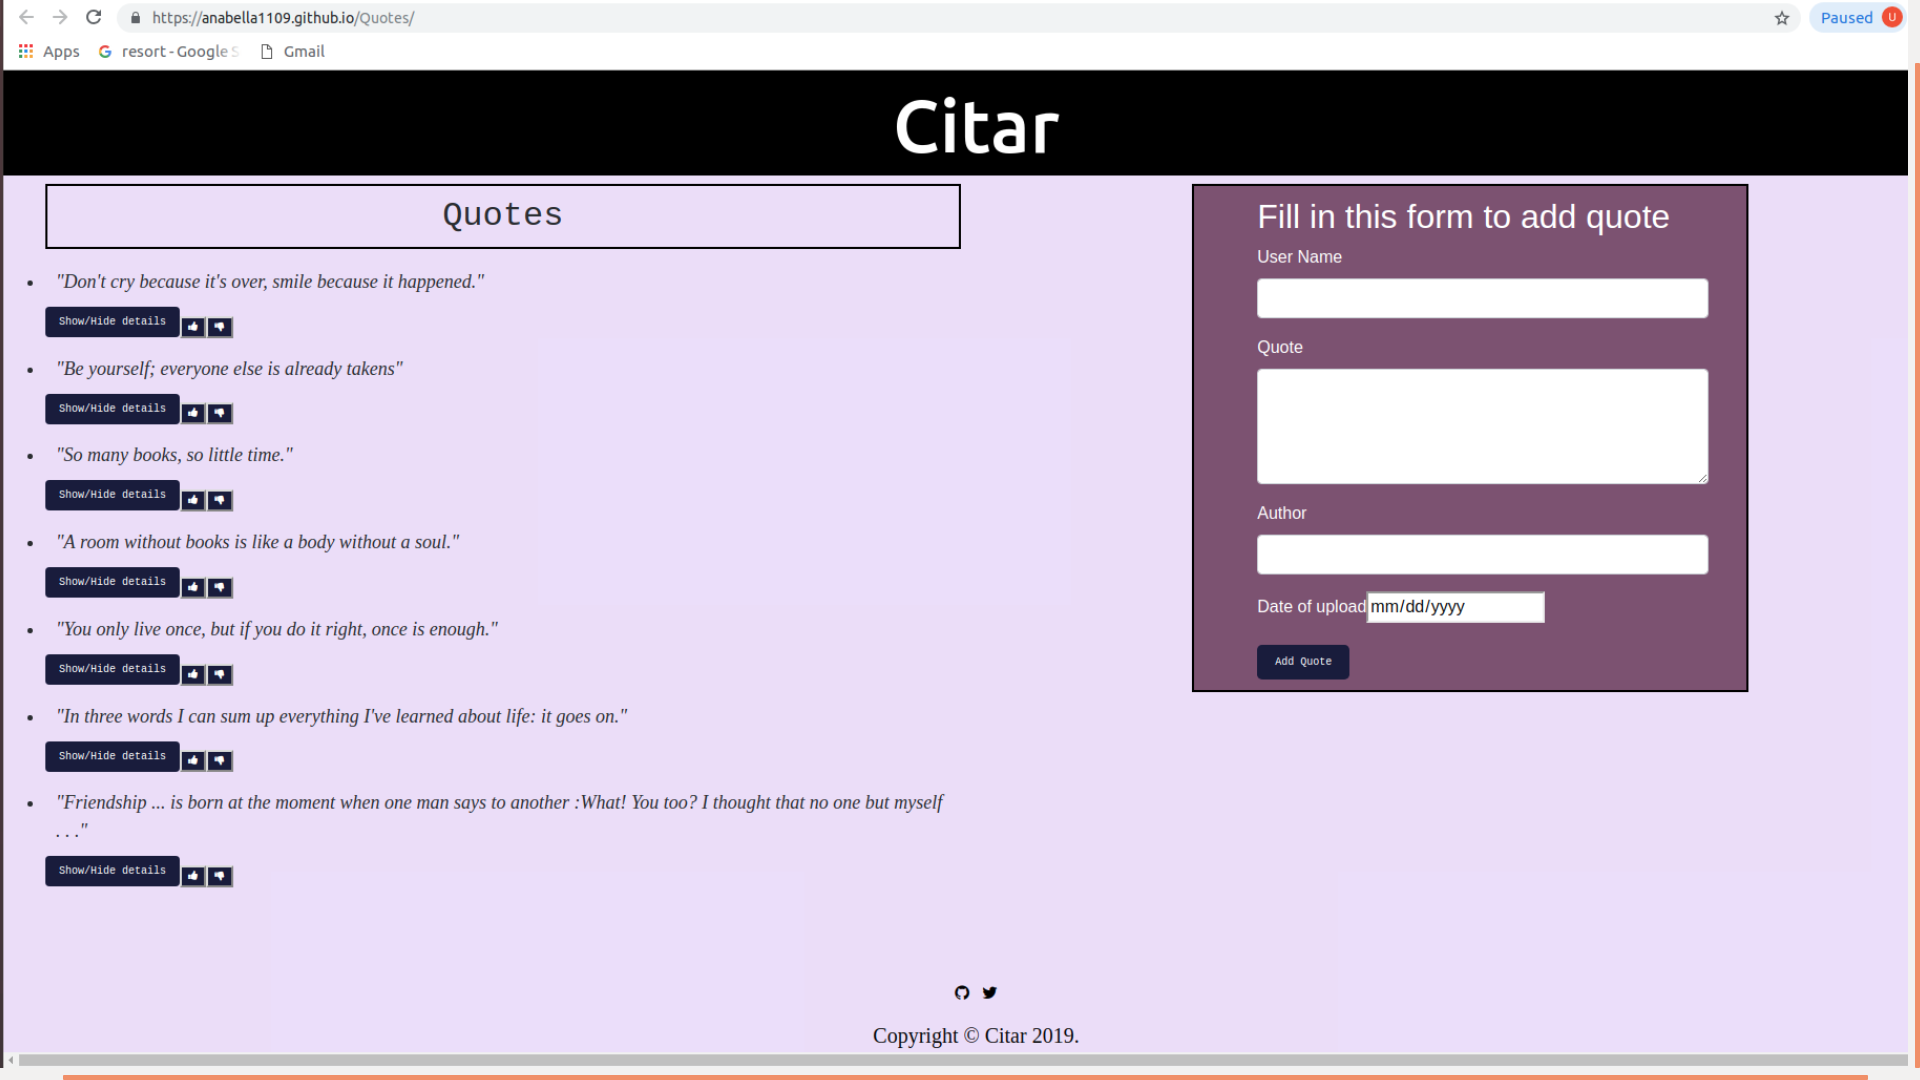 https://anabella1109.github.io/Quotes/
Paused
U
Apps
resort - Google S
Gmail
Citar
Quotes
"Don't cry because it's over, smile because it happened."
Show/Hide details
"Be yourself; everyone else is already takens"
Show/Hide details
"So many books, so little time."
Show/Hide details
"A room without books is like a body without a soul."
Show/Hide details
"You only live once, but if you do it right, once is enough."
Show/Hide details
"In three words I can sum up everything I've learned about life: it goes on."
Show/Hide details
"Friendship ... is born at the moment when one man says to another :What! You too? I thought that no one but myself
. . ."
Show/Hide details
Fill in this form to add quote
User Name
Quote
Author
Date of upload mm/dd/yyyy
Add Quote
Copyright © Citar 2019.